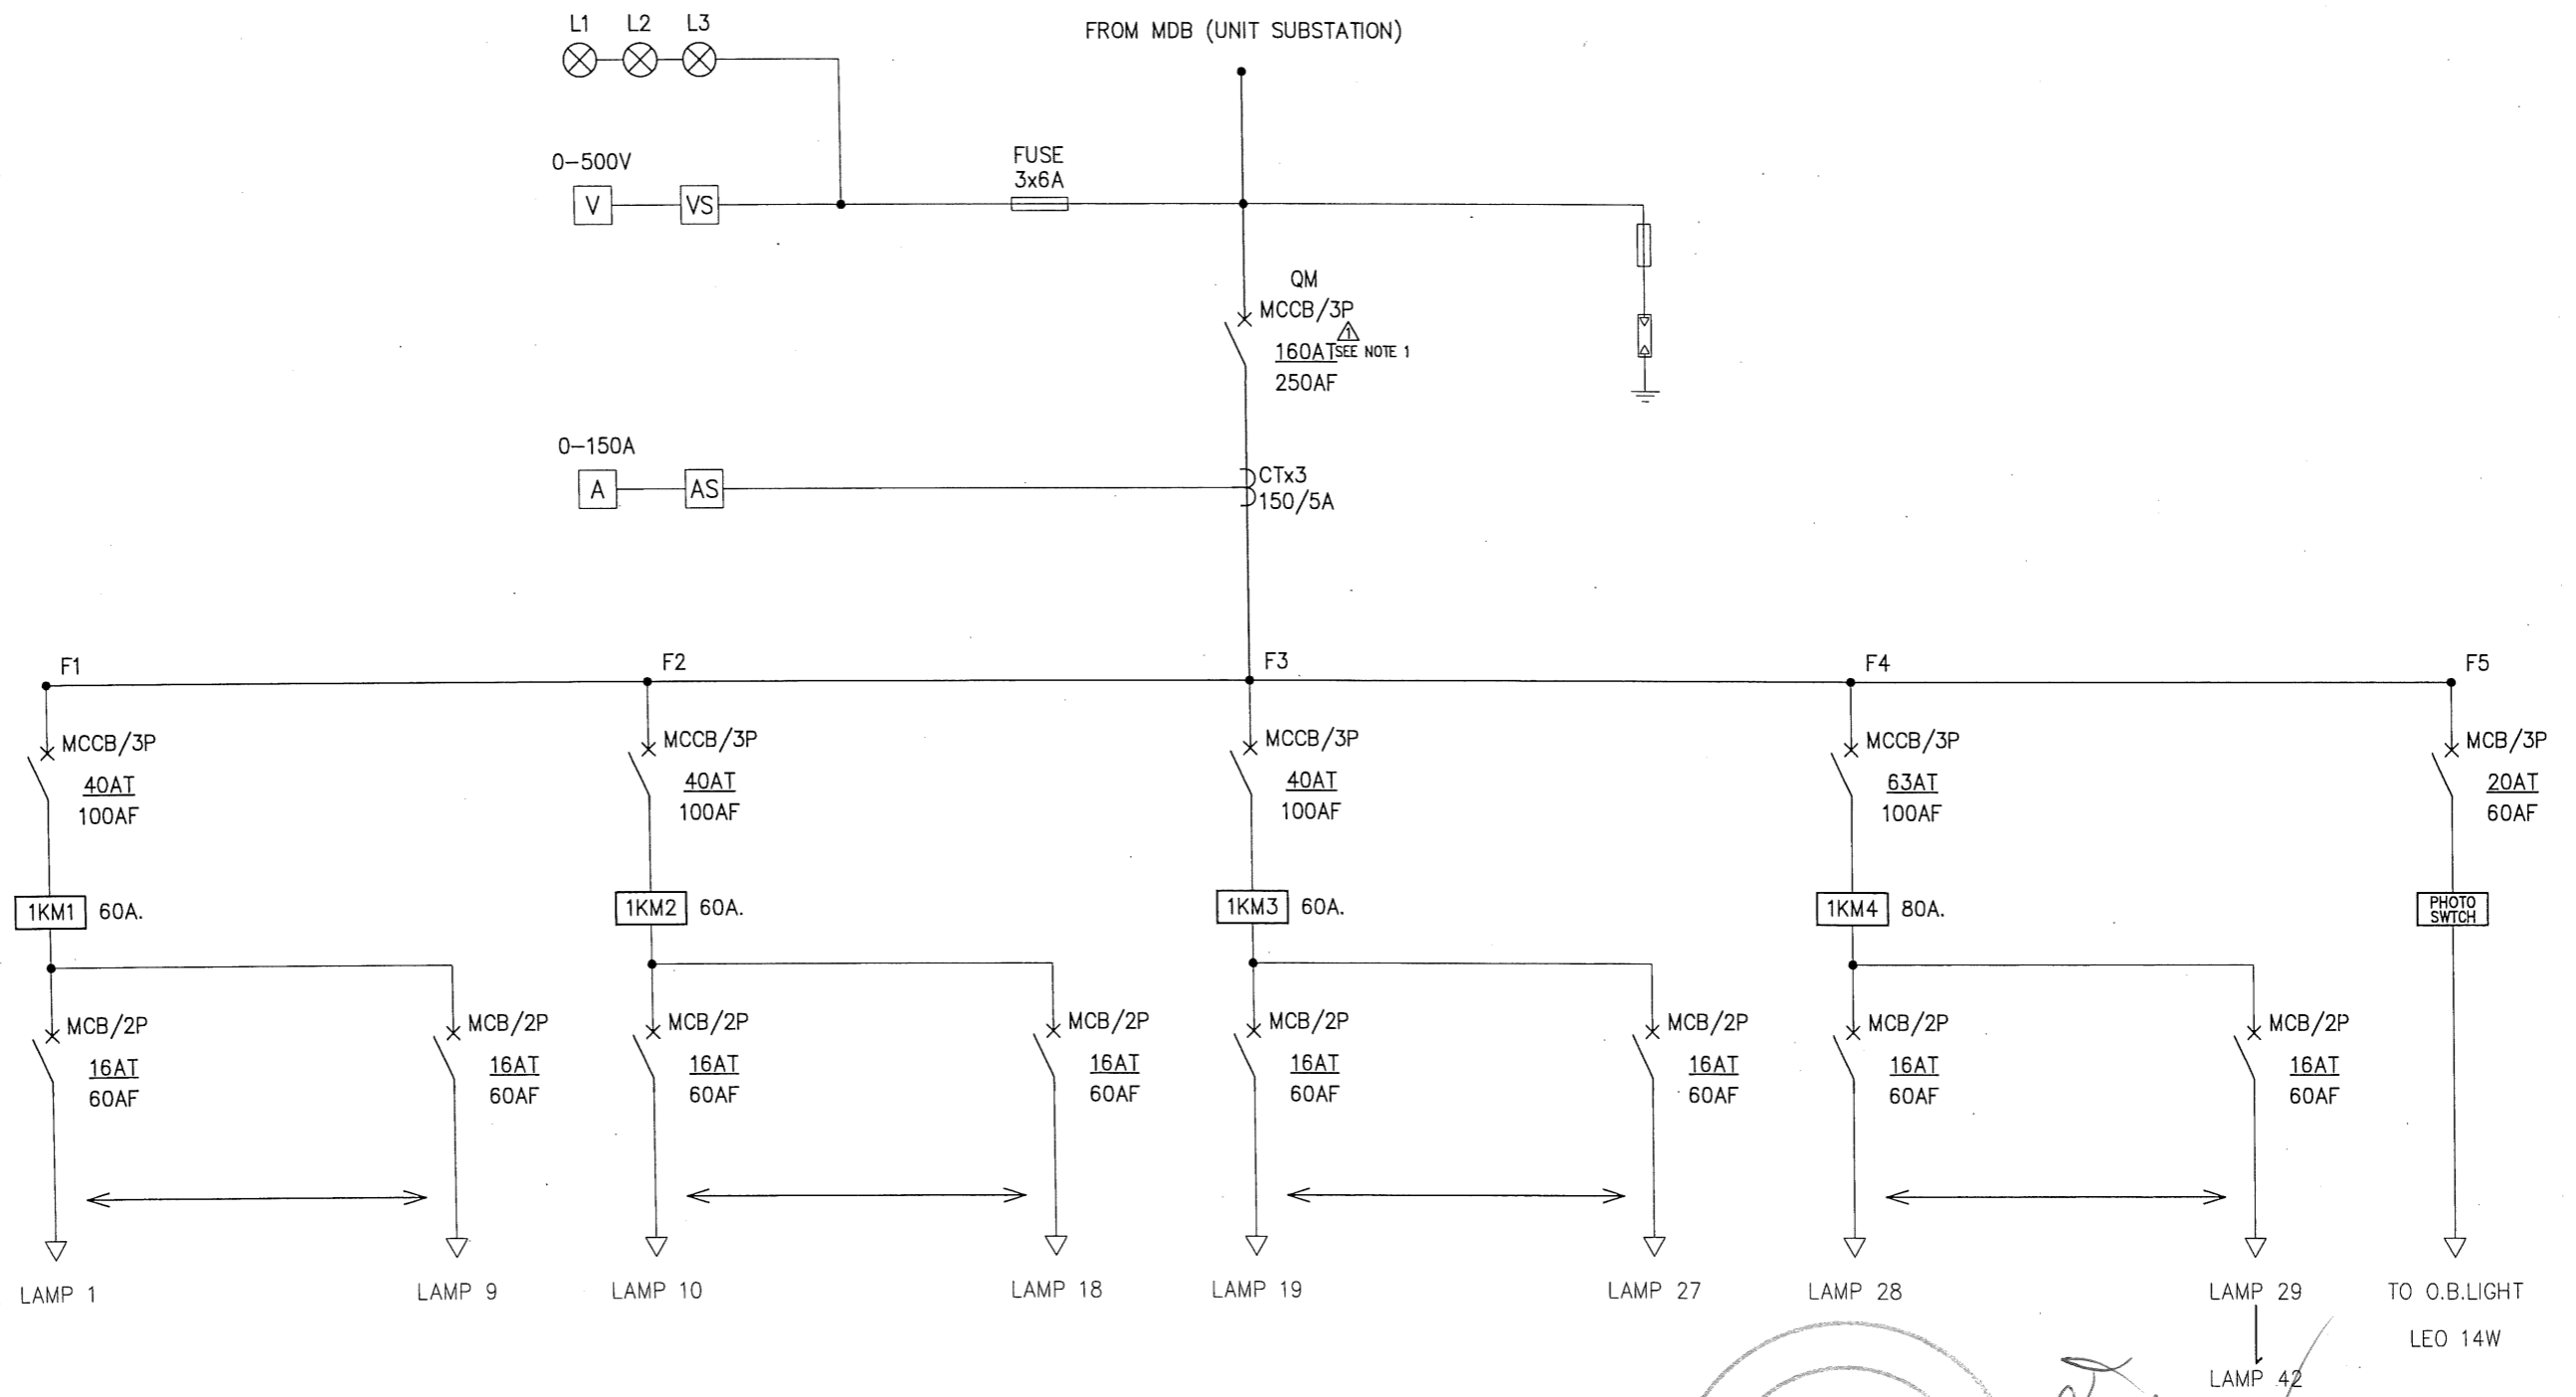 L1 L2 L3
FROM MDB (UNIT SUBSTATION)
0-500V
V VS
FUSE
3x6A
QM
MCCB/3P
1
160AT SEE NOTE 1
250AF
0-150A
A AS
CTx3
150/5A
F1 F2 F3 F4 F5
MCCB/3P
40AT
100AF
MCCB/3P
40AT
100AF
MCCB/3P
40AT
100AF
MCCB/3P
63AT
100AF
MCB/3P
20AT
60AF
1KM1 60A.
1KM2 60A.
1KM3 60A.
1KM4 80A.
PHOTO
SWTCH
MCB/2P
16AT
60AF
MCB/2P
16AT
60AF
MCB/2P
16AT
60AF
MCB/2P
16AT
60AF
MCB/2P
16AT
60AF
MCB/2P
16AT
60AF
MCB/2P
16AT
60AF
MCB/2P
16AT
60AF
LAMP 1
LAMP 9
LAMP 10
LAMP 18
LAMP 19
LAMP 27
LAMP 28
LAMP 29
LAMP 42
TO O.B.LIGHT
LEO 14W